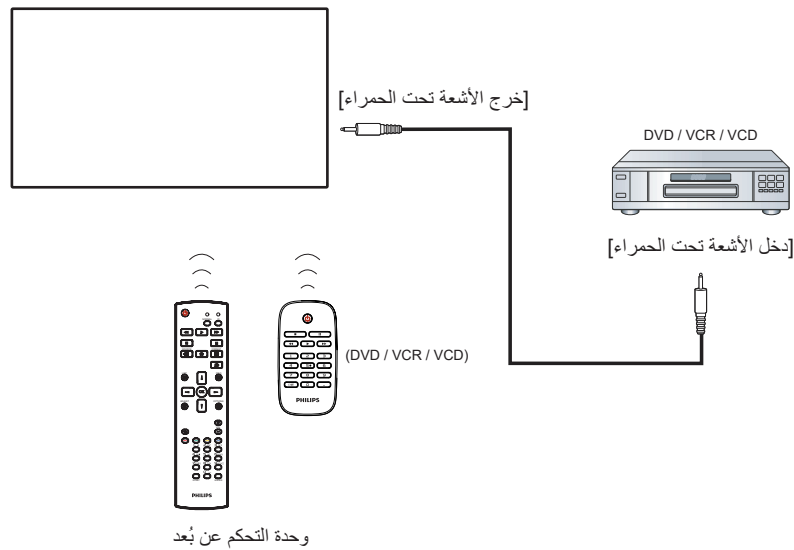 [خرج الأشعة تحت الحمراء]
DVD / VCR / VCD
[دخل الأشعة تحت الحمراء]
(DVD / VCR / VCD)
PHILIPS
PHILIPS
وحدة التحكم عن بُعد